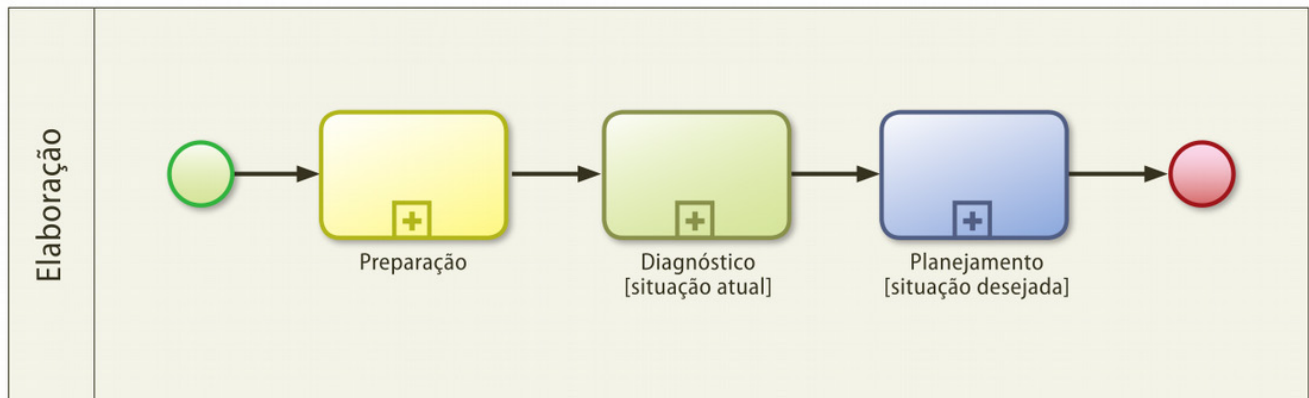 Elaboração
Preparação
Diagnóstico
[situação atual]
Planejamento
[situação desejada]